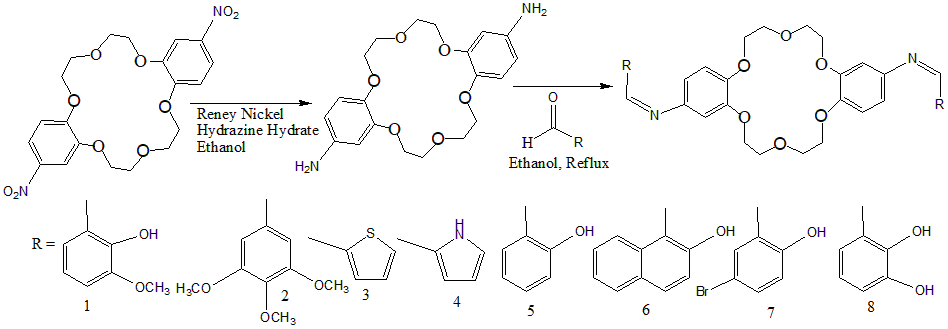 NO₂
O
O
O
O
O
O
O₂N
Reney Nickel
Hydrazine Hydrate
Ethanol
NH₂
O
O
O
O
O
O
H₂N
O
H
R
Ethanol, Reflux
R
N
O
O
O
O
O
O
N
R
R =
OH
OCH₃
1
OCH₃
OCH₃
OCH₃
2
S
3
H
N
4
OH
5
OH
6
OH
Br
7
OH
OH
8